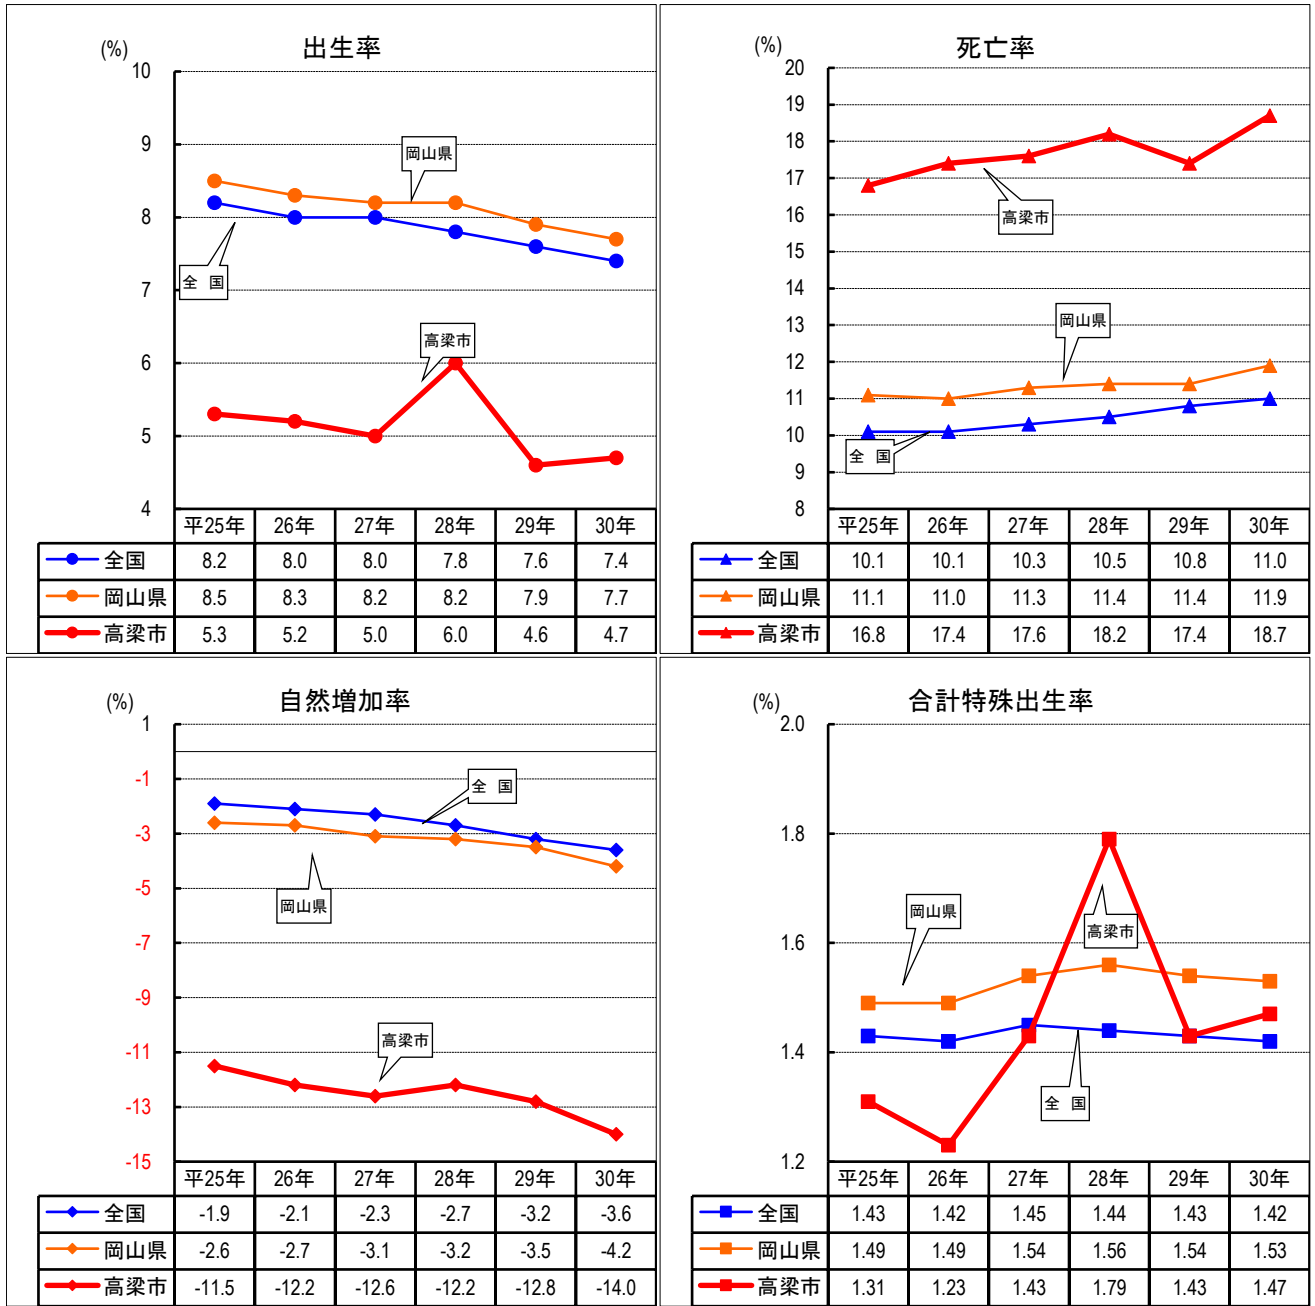 (%)
出生率
10
9
8
7
6
5
4
岡山県
全 国
高梁市
平25年 26年 27年 28年 29年 30年
全国 8.2 8.0 8.0 7.8 7.6 7.4
岡山県 8.5 8.3 8.2 8.2 7.9 7.7
高梁市 5.3 5.2 5.0 6.0 4.6 4.7
(%)
死亡率
20
19
18
17
16
15
14
13
12
11
10
9
8
高梁市
岡山県
全 国
平25年 26年 27年 28年 29年 30年
全国 10.1 10.1 10.3 10.5 10.8 11.0
岡山県 11.1 11.0 11.3 11.4 11.4 11.9
高梁市 16.8 17.4 17.6 18.2 17.4 18.7
(%)
自然増加率
1
-1
-3
-5
-7
-9
-11
-13
-15
全 国
岡山県
高梁市
平25年 26年 27年 28年 29年 30年
全国 -1.9 -2.1 -2.3 -2.7 -3.2 -3.6
岡山県 -2.6 -2.7 -3.1 -3.2 -3.5 -4.2
高梁市 -11.5 -12.2 -12.6 -12.2 -12.8 -14.0
(%)
合計特殊出生率
2.0
1.8
1.6
1.4
1.2
岡山県
高梁市
全 国
平25年 26年 27年 28年 29年 30年
全国 1.43 1.42 1.45 1.44 1.43 1.42
岡山県 1.49 1.49 1.54 1.56 1.54 1.53
高梁市 1.31 1.23 1.43 1.79 1.43 1.47